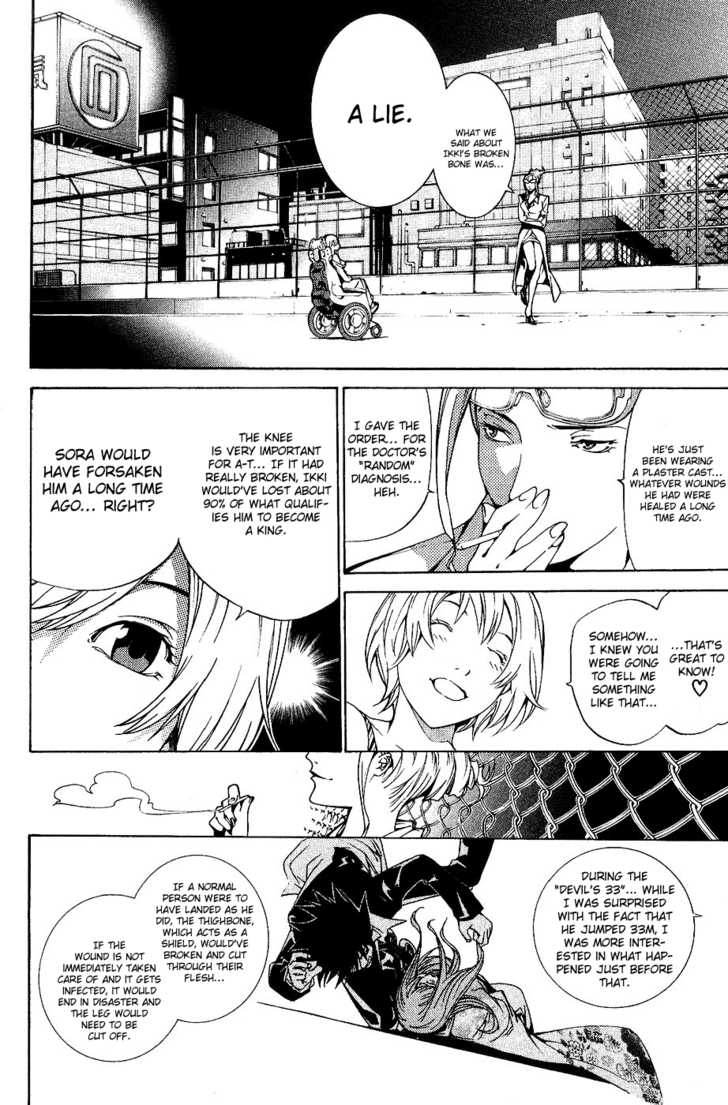 WHAT WE
SAID ABOUT
IKKI'S BROKEN
BONE WAS...
A LIE.
HE'S JUST
BEEN WEARING
A PLASTER CAST...
WHATEVER WOUNDS
HE HAD WERE
HEALED A LONG
TIME AGO.
I GAVE THE
ORDER... FOR
THE DOCTOR'S
"RANDOM"
DIAGNOSIS...
HEH.
THE KNEE
IS VERY IMPORTANT
FOR A-T... IF IT HAD
REALLY BROKEN, IKKI
WOULD'VE LOST ABOUT
90% OF WHAT QUALIF-
IES HIM TO BECOME
A KING.
SORA WOULD
HAVE FORSAKEN
HIM A LONG TIME
AGO... RIGHT?
...THAT'S
GREAT TO
KNOW!
♡
SOMEHOW...
I KNEW YOU
WERE GOING
TO TELL ME
SOMETHING
LIKE THAT...
DURING THE
"DEVIL'S 33"... WHILE
I WAS SURPRISED
WITH THE FACT THAT
HE JUMPED 33M, I
WAS MORE INTER-
ESTED IN WHAT HAP-
PENED JUST BEFORE
THAT.
IF A NORMAL
PERSON WERE TO
HAVE LANDED AS HE
DID, THE THIGHBONE,
WHICH ACTS AS A
SHIELD, WOULD'VE
BROKEN AND CUT
THROUGH THEIR
FLESH...
IF THE
WOUND IS NOT
IMMEDIATELY TAKEN
CARE OF AND IT GETS
INFECTED, IT WOULD
END IN DISASTER AND
THE LEG WOULD
NEED TO BE
CUT OFF.